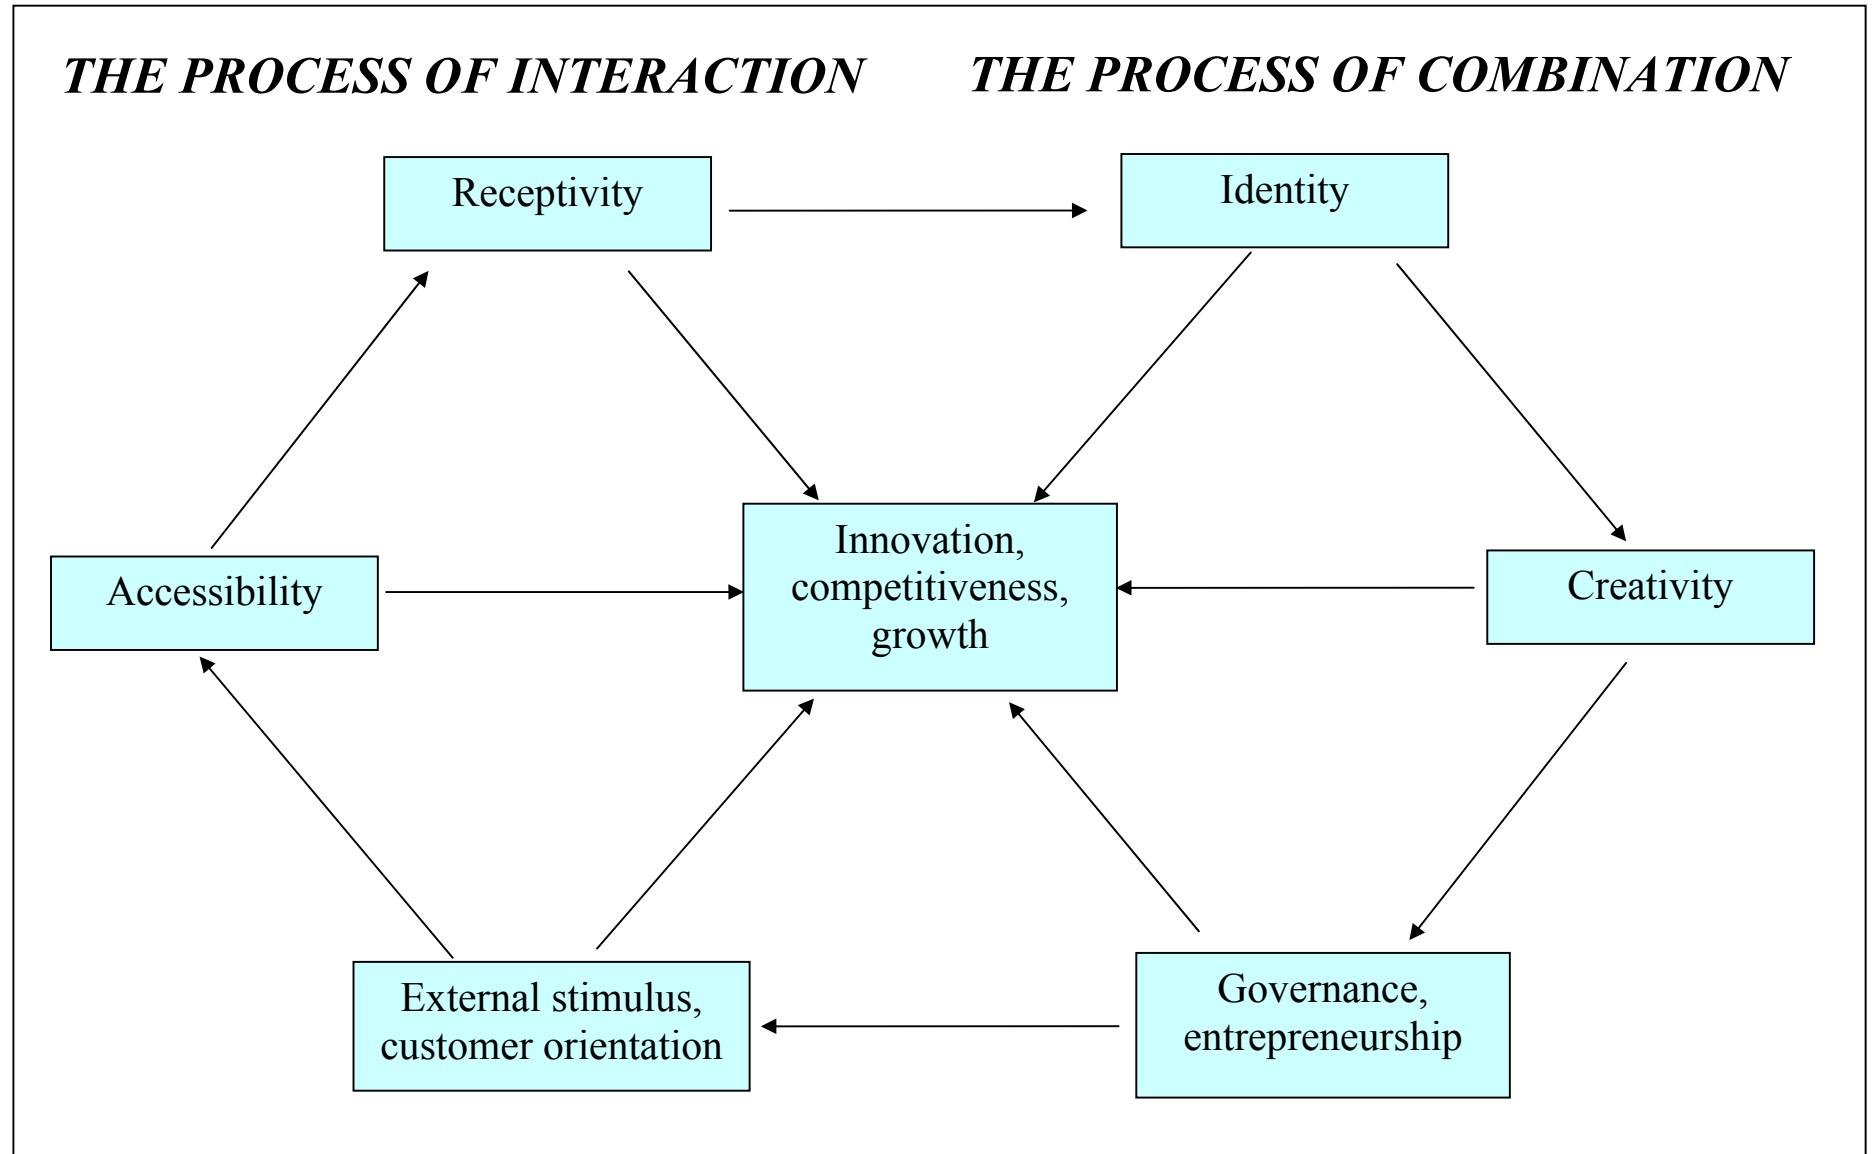 THE PROCESS OF INTERACTION
THE PROCESS OF COMBINATION
Receptivity
Identity
Innovation,
competitiveness,
growth
Accessibility
Creativity
External stimulus,
customer orientation
Governance,
entrepreneurship